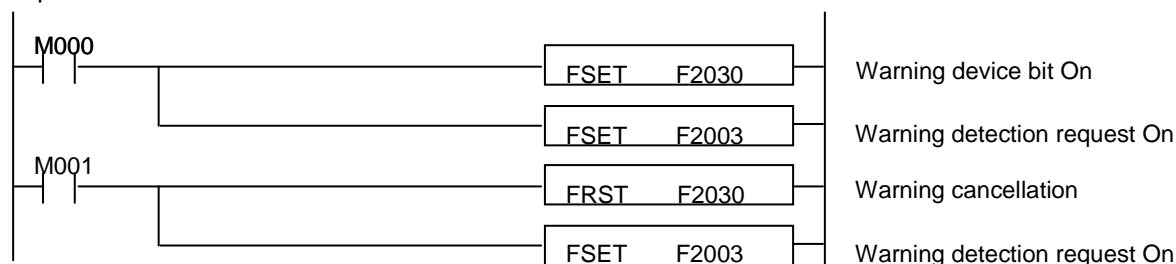 M000
FSET F2030 Warning device bit On
FSET F2003 Warning detection request On
M001
FRST F2030 Warning cancellation
FSET F2003 Warning detection request On